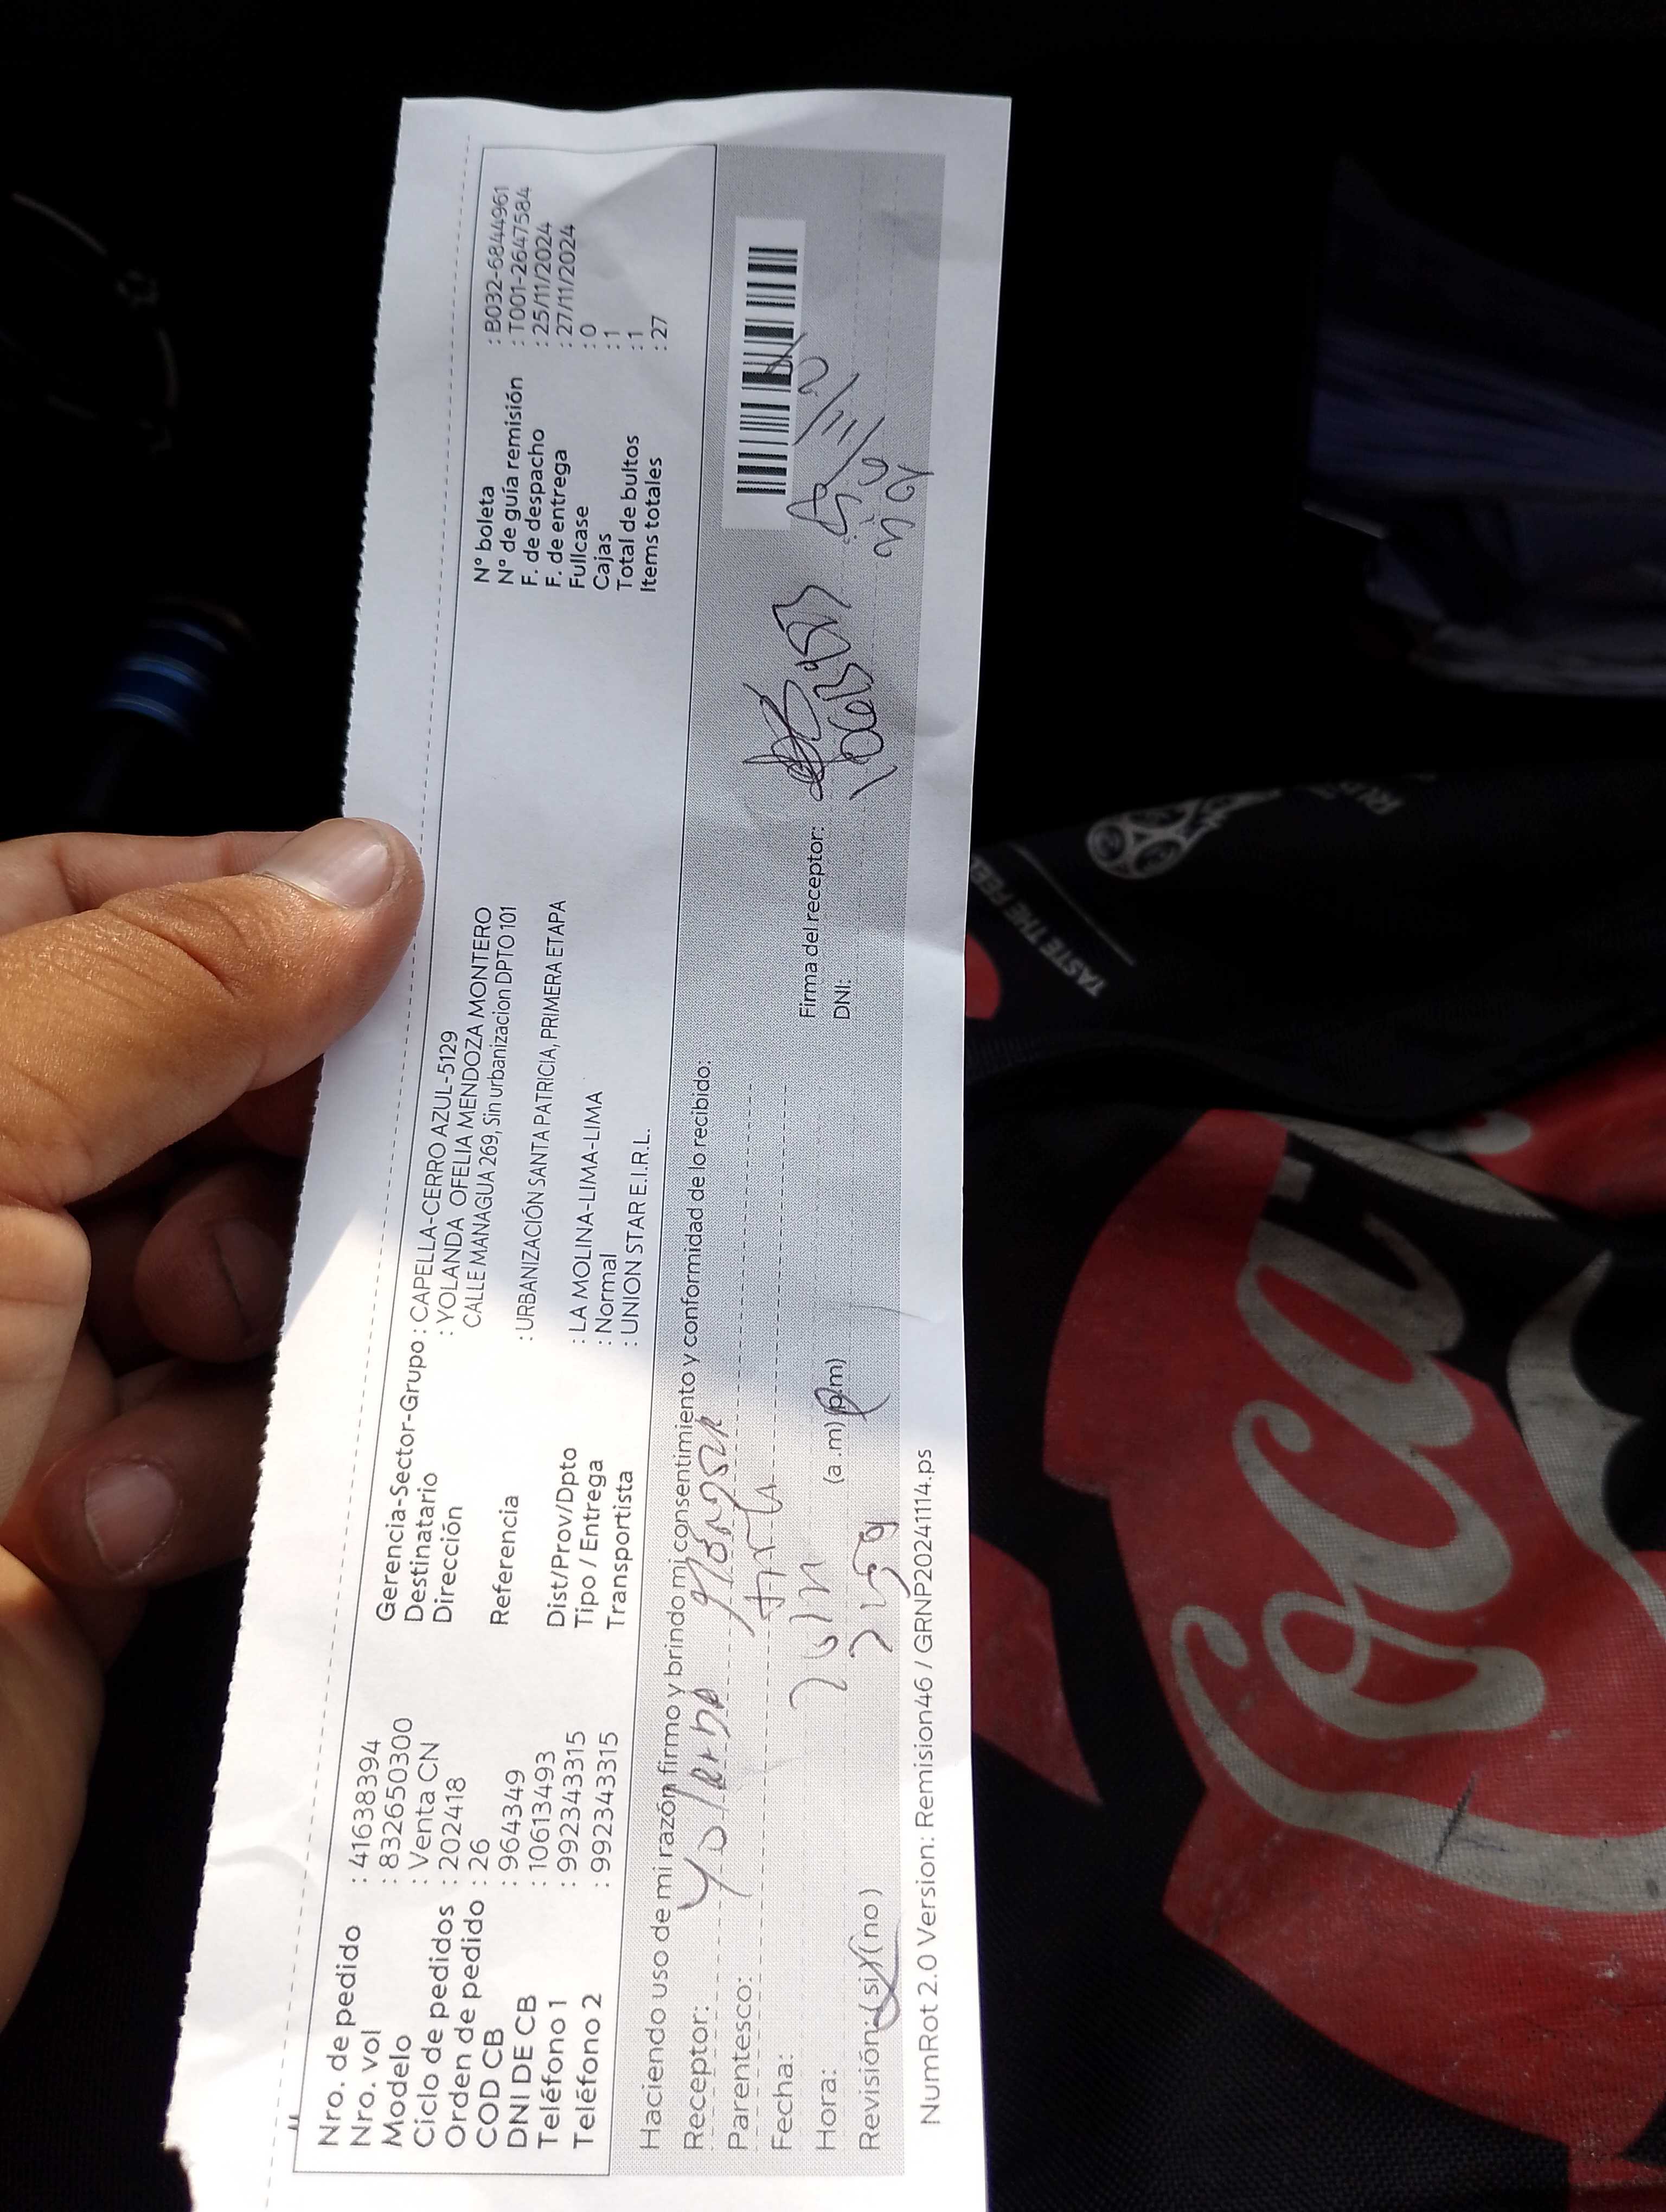 Nro. de pedido : 41638394
Nro. vol : 832650300
Modelo : Venta CN
Ciclo de pedidos : 202418
Orden de pedido : 26
COD CB : 964349
DNI DE CB : 10613493
Teléfono 1 : 992343315
Teléfono 2 : 992343315
Gerencia-Sector-Grupo : CAPELLA-CERRO AZUL-5129
Destinatario : YOLANDA OFELIA MENDOZA MONTERO
Dirección CALLE MANAGUA 269, Sin urbanizacion DPTO 101
Referencia : URBANIZACIÓN SANTA PATRICIA, PRIMERA ETAPA
Dist/Prov/Dpto : LA MOLINA-LIMA-LIMA
Tipo / Entrega : Normal
Transportista : UNION STAR E.I.R.L.
N° boleta : B032-6844961
N° de guía remisión : T001-2647584
F. de despacho : 25/11/2024
F. de entrega : 27/11/2024
Fullcase : 0
Cajas : 1
Total de bultos : 1
Items totales : 27
Haciendo uso de mi razón firmo y brindo mi consentimiento y conformidad de lo recibido:
Receptor: Yolanda
Parentesco:
Fecha:
Hora: (a.m) (p.m)
Revisión: (si) (no)
Firma del receptor:
DNI:
NumRot 2.0 Version: Remision46 / GRNP20241114.ps
TASTE THE FEEL
Coca-